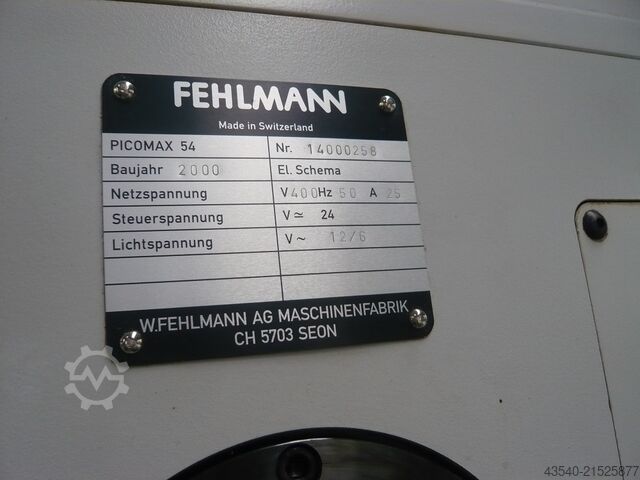 FEHLMANN
Made in Switzerland
PICOMAX 54 Nr. 14000258
Baujahr 2000 El. Schema
Netzspannung V 400 Hz 50 A 25
Steuerspannung V≃ 24
Lichtspannung V~ 12/6
W.FEHLMANN AG MASCHINENFABRIK
CH 5703 SEON
43540-21525877